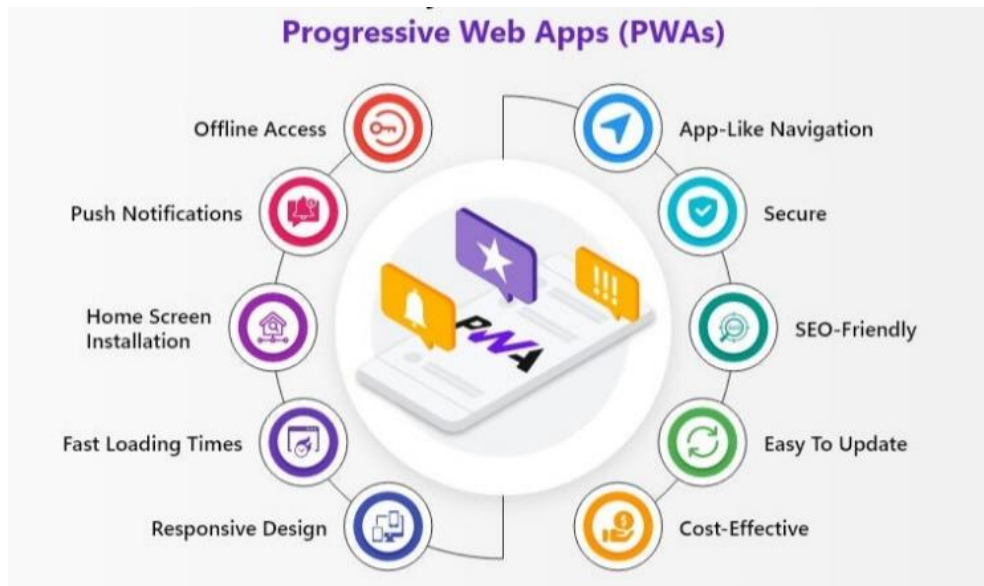 Progressive Web Apps (PWAs)
Offline Access
Push Notifications
Home Screen
Installation
Fast Loading Times
Responsive Design
PWA
App-Like Navigation
Secure
SEO-Friendly
Easy To Update
Cost-Effective